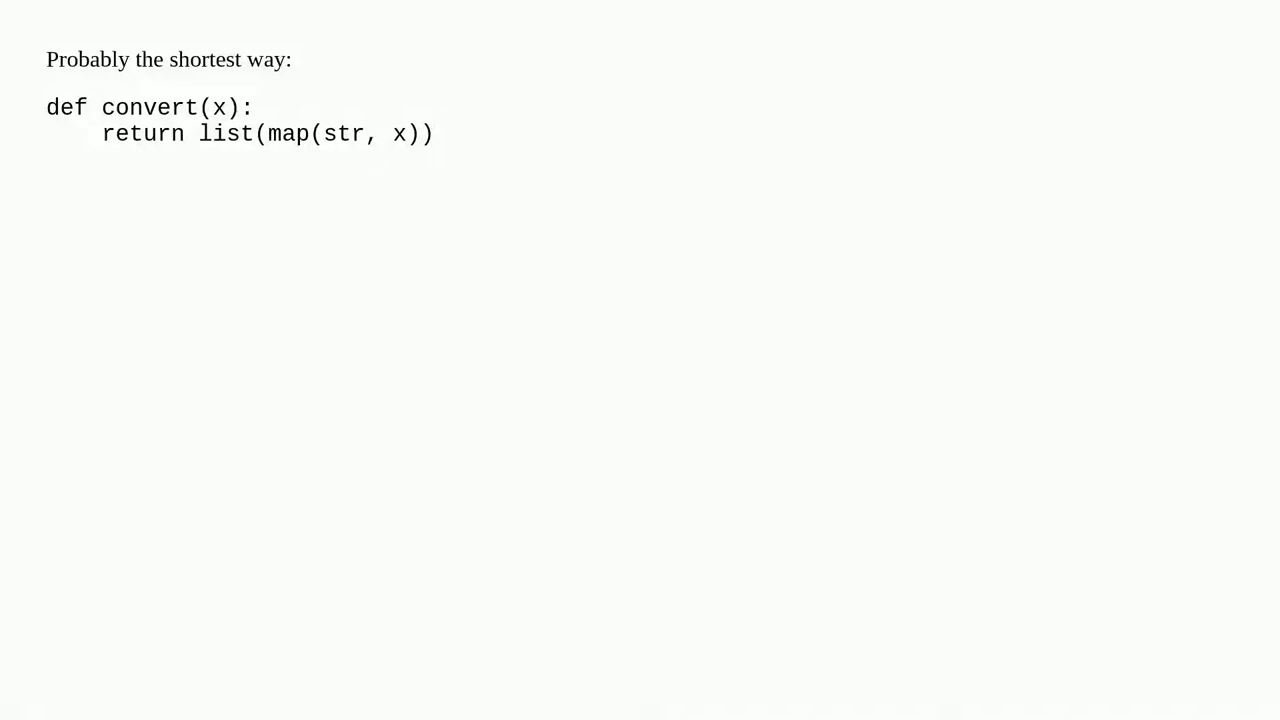 Probably the shortest way:
def convert(x):
    return list(map(str, x))